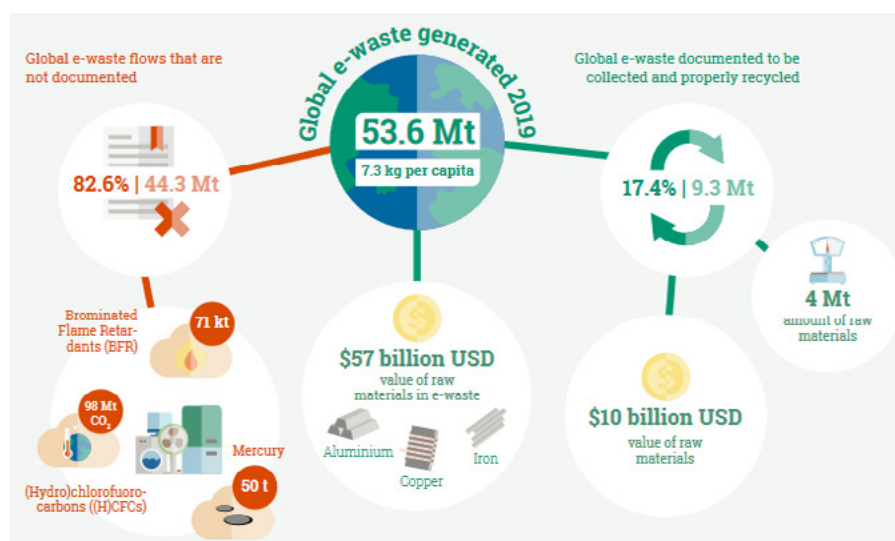 Global e-waste generated 2019
53.6 Mt
7.3 kg per capita
Global e-waste flows that are
not documented
82.6% | 44.3 Mt
Brominated
Flame Retar-
dants (BFR)
71 kt
98 Mt
CO₂
(Hydro)chlorofuoro-
carbons ((H)CFCs)
Mercury
50 t
$57 billion USD
value of raw
materials in e-waste
Aluminium
Copper
Iron
Global e-waste documented to be
collected and properly recycled
17.4% | 9.3 Mt
4 Mt
amount of raw
materials
$10 billion USD
value of raw
materials